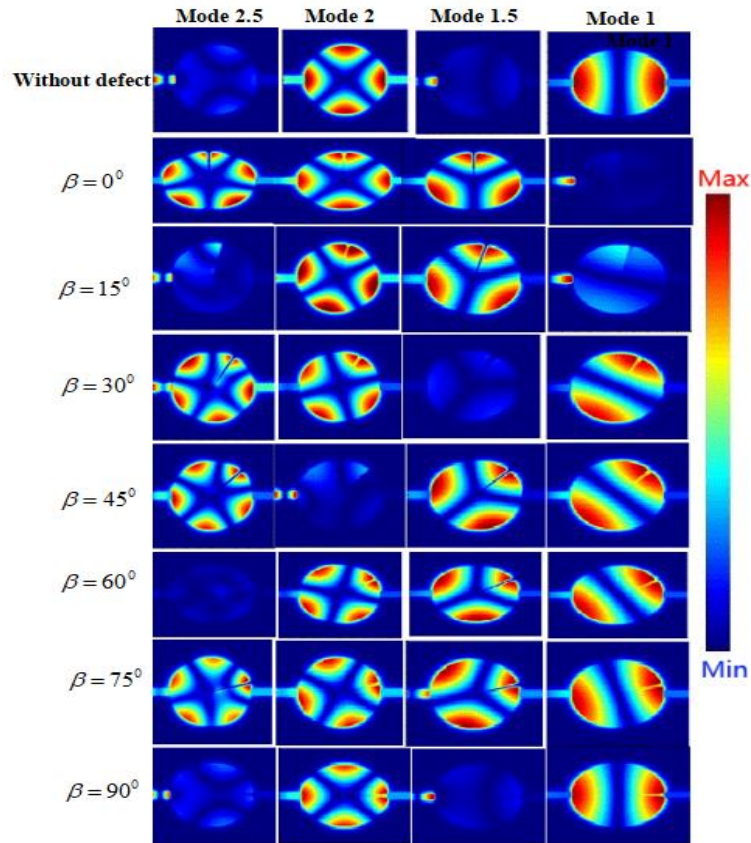 Mode 2.5 Mode 2 Mode 1.5 Mode 1
Mode 1
Without defect
β = 0⁰
Max
β = 15⁰
β = 30⁰
β = 45⁰
β = 60⁰
Min
β = 75⁰
β = 90⁰